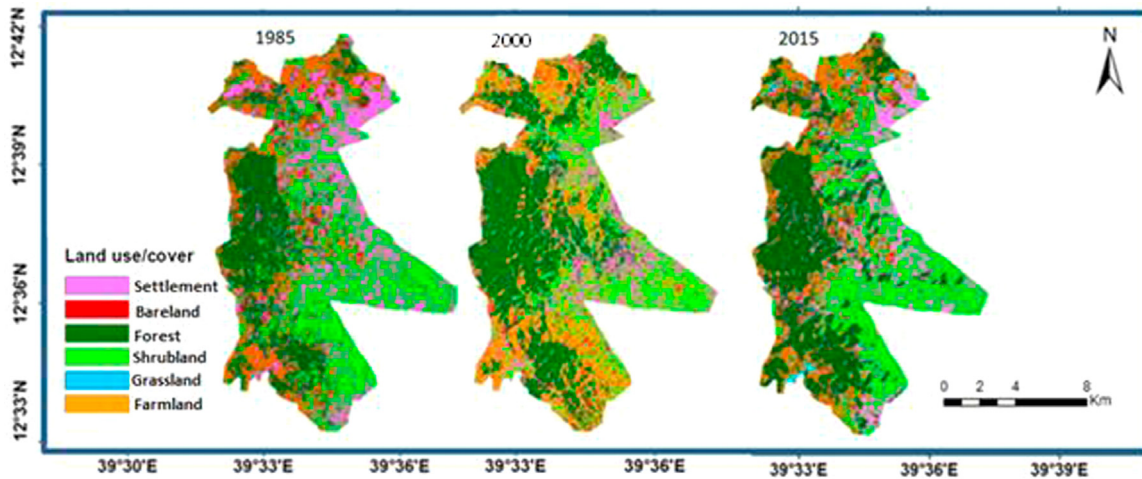 1985
2000
2015
N
12°42'N
12°39'N
12°36'N
12°33'N
Land use/cover
Settlement
Bareland
Forest
Shrubland
Grassland
Farmland
0 2 4 8
Km
39°30'E 39°33'E 39°36'E 39°33'E 39°36'E 39°33'E 39°36'E 39°39'E